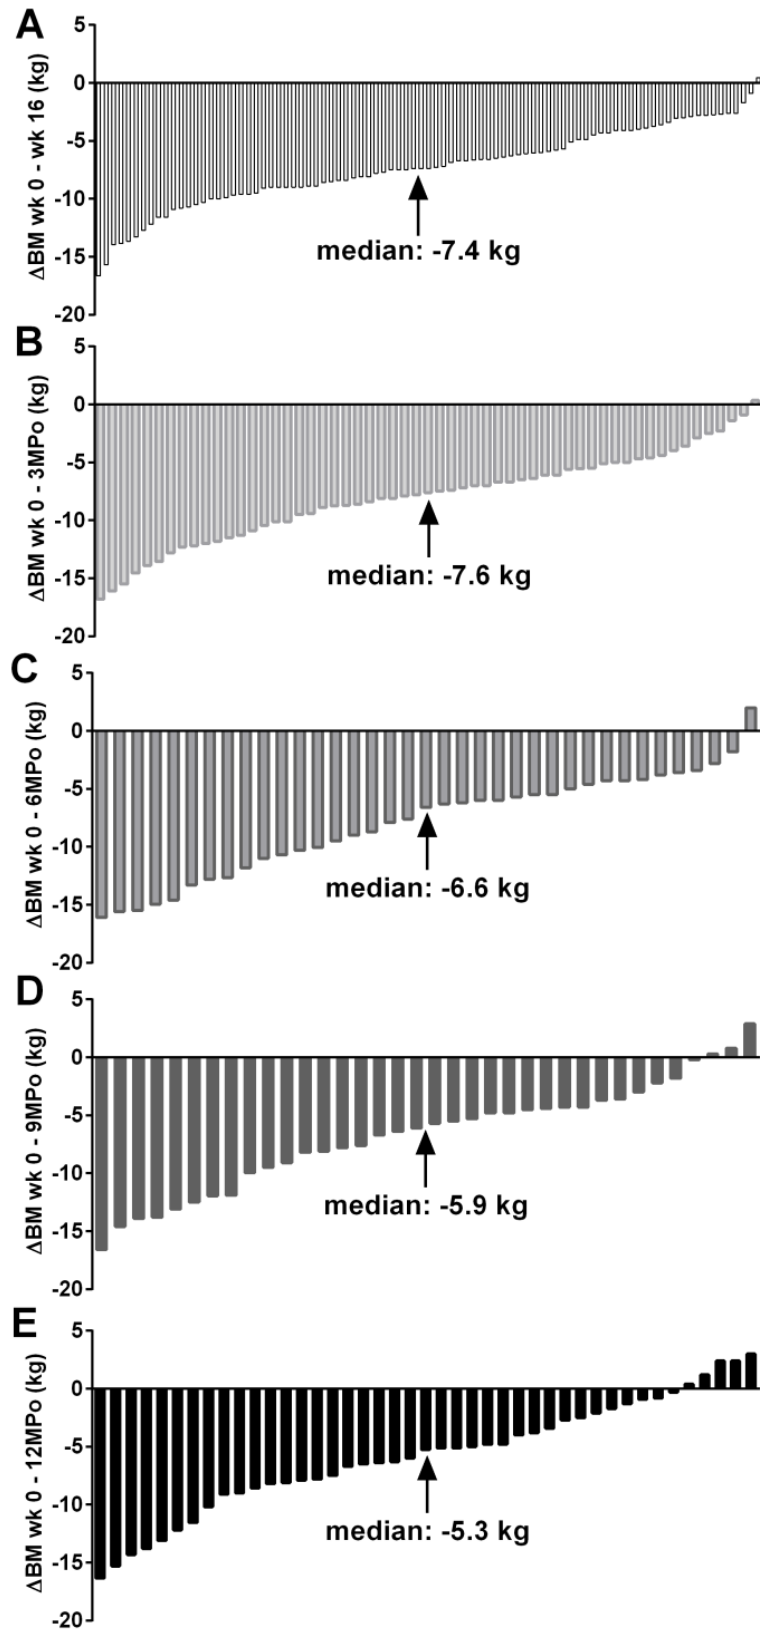 A
ΔBM wk 0 - wk 16 (kg)
5
0
-5
-10
-15
-20
median: -7.4 kg
B
ΔBM wk 0 - 3MPo (kg)
5
0
-5
-10
-15
-20
median: -7.6 kg
C
ΔBM wk 0 - 6MPo (kg)
5
0
-5
-10
-15
-20
median: -6.6 kg
D
ΔBM wk 0 - 9MPo (kg)
5
0
-5
-10
-15
-20
median: -5.9 kg
E
ΔBM wk 0 - 12MPo (kg)
5
0
-5
-10
-15
-20
median: -5.3 kg